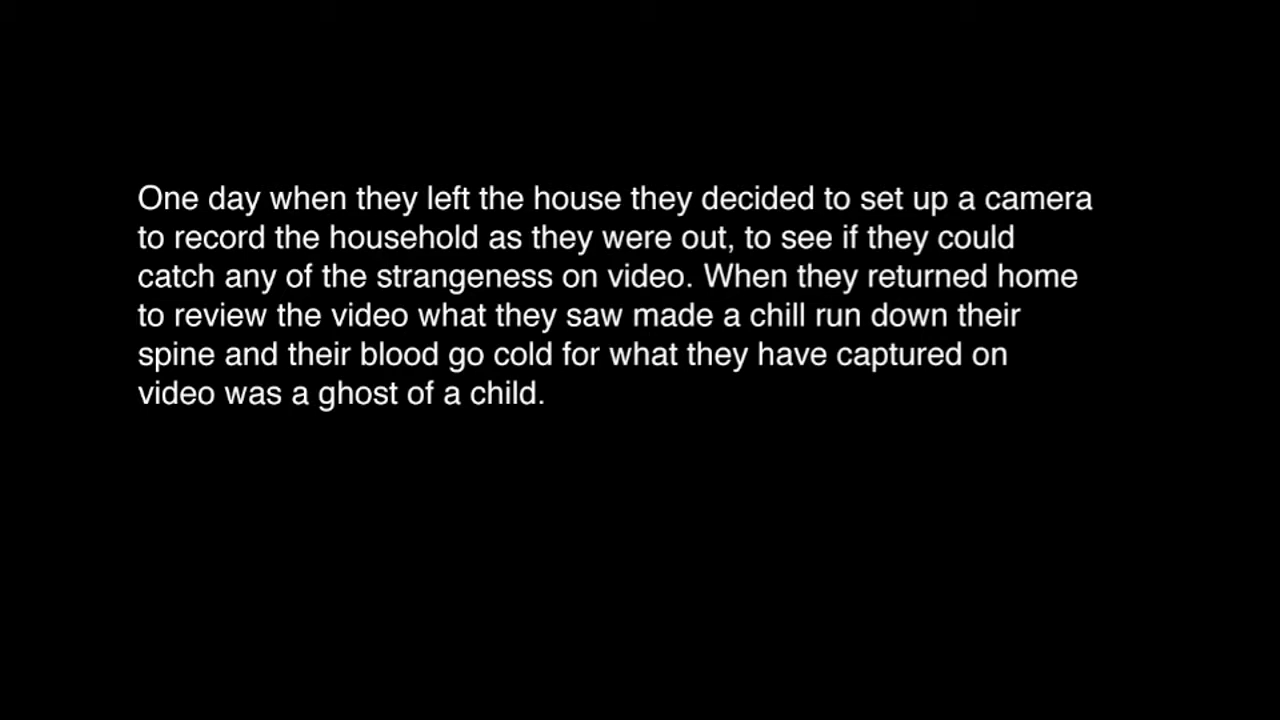 One day when they left the house they decided to set up a camera
to record the household as they were out, to see if they could
catch any of the strangeness on video. When they returned home
to review the video what they saw made a chill run down their
spine and their blood go cold for what they have captured on
video was a ghost of a child.